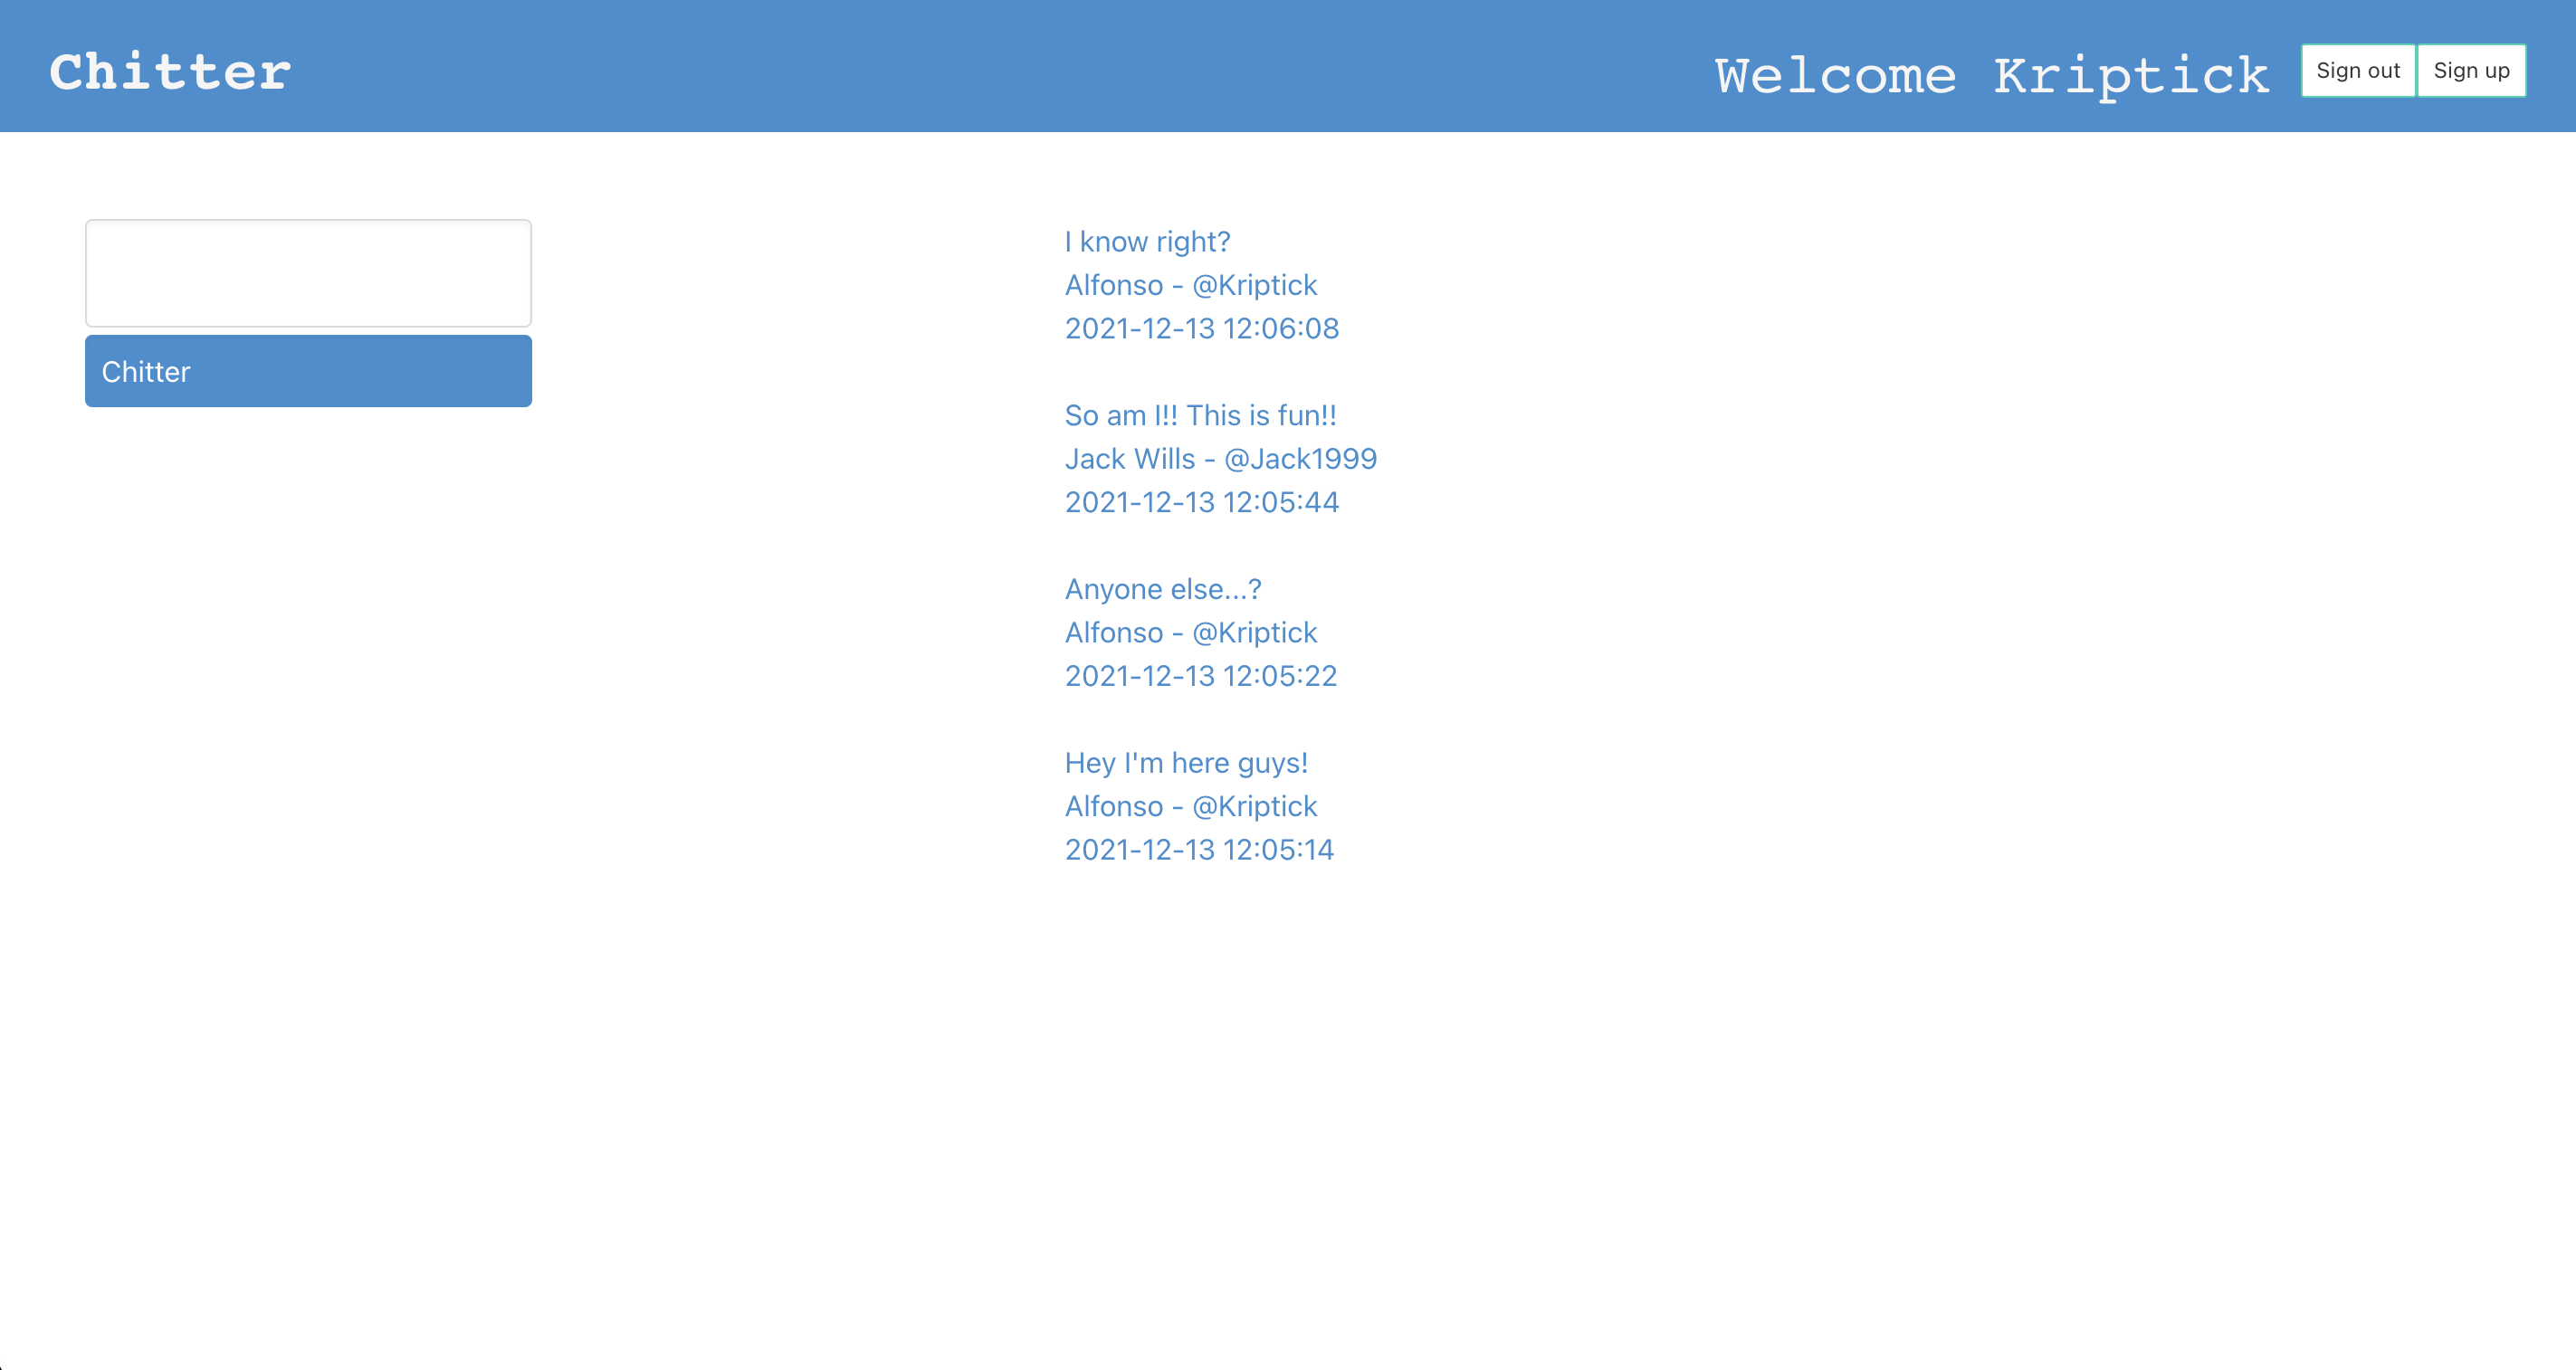 Chitter
Welcome Kriptick
Sign out
Sign up
Chitter
I know right?
Alfonso - @Kriptick
2021-12-13 12:06:08
So am I!! This is fun!!
Jack Wills - @Jack1999
2021-12-13 12:05:44
Anyone else...?
Alfonso - @Kriptick
2021-12-13 12:05:22
Hey I'm here guys!
Alfonso - @Kriptick
2021-12-13 12:05:14